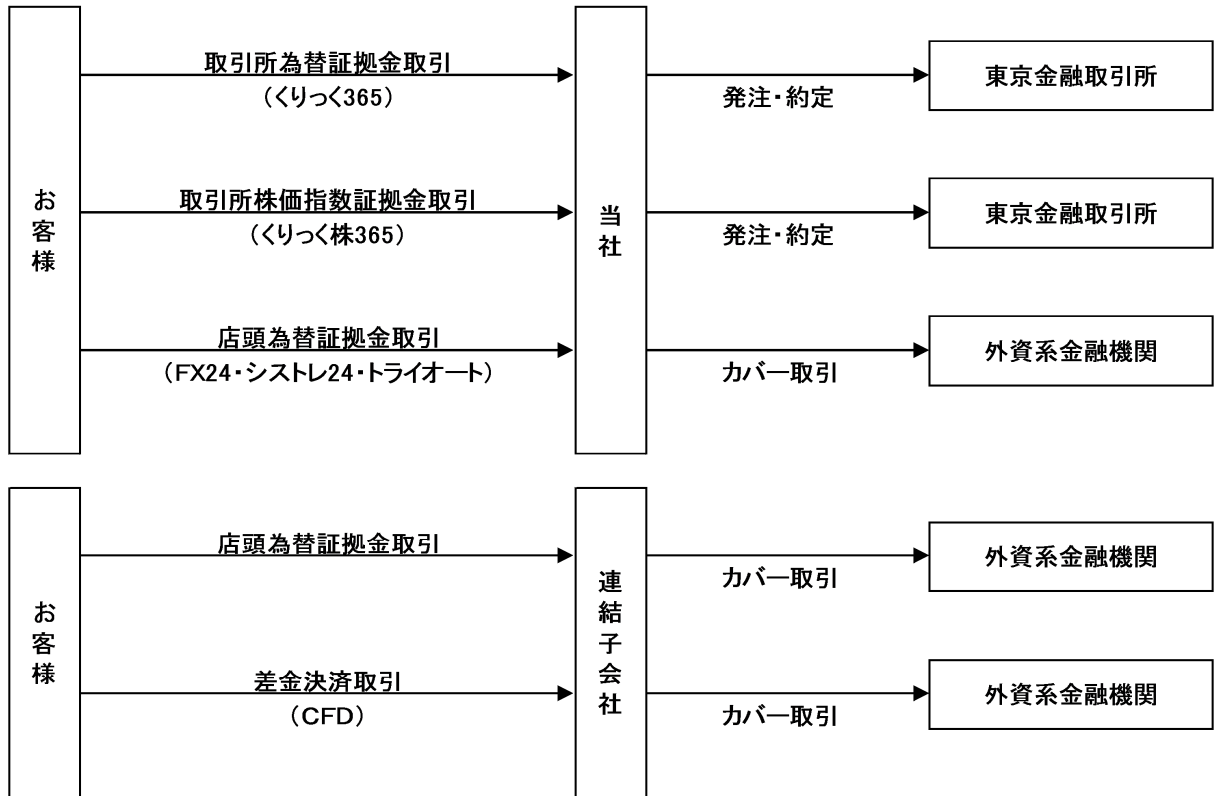 お客様
取引所為替証拠金取引
（くりっく365）
取引所株価指数証拠金取引
（くりっく株365）
店頭為替証拠金取引
（FX24・シストレ24・トライオート）
当社
発注・約定
東京金融取引所
発注・約定
東京金融取引所
カバー取引
外資系金融機関
お客様
店頭為替証拠金取引
差金決済取引
（CFD）
連結子会社
カバー取引
外資系金融機関
カバー取引
外資系金融機関